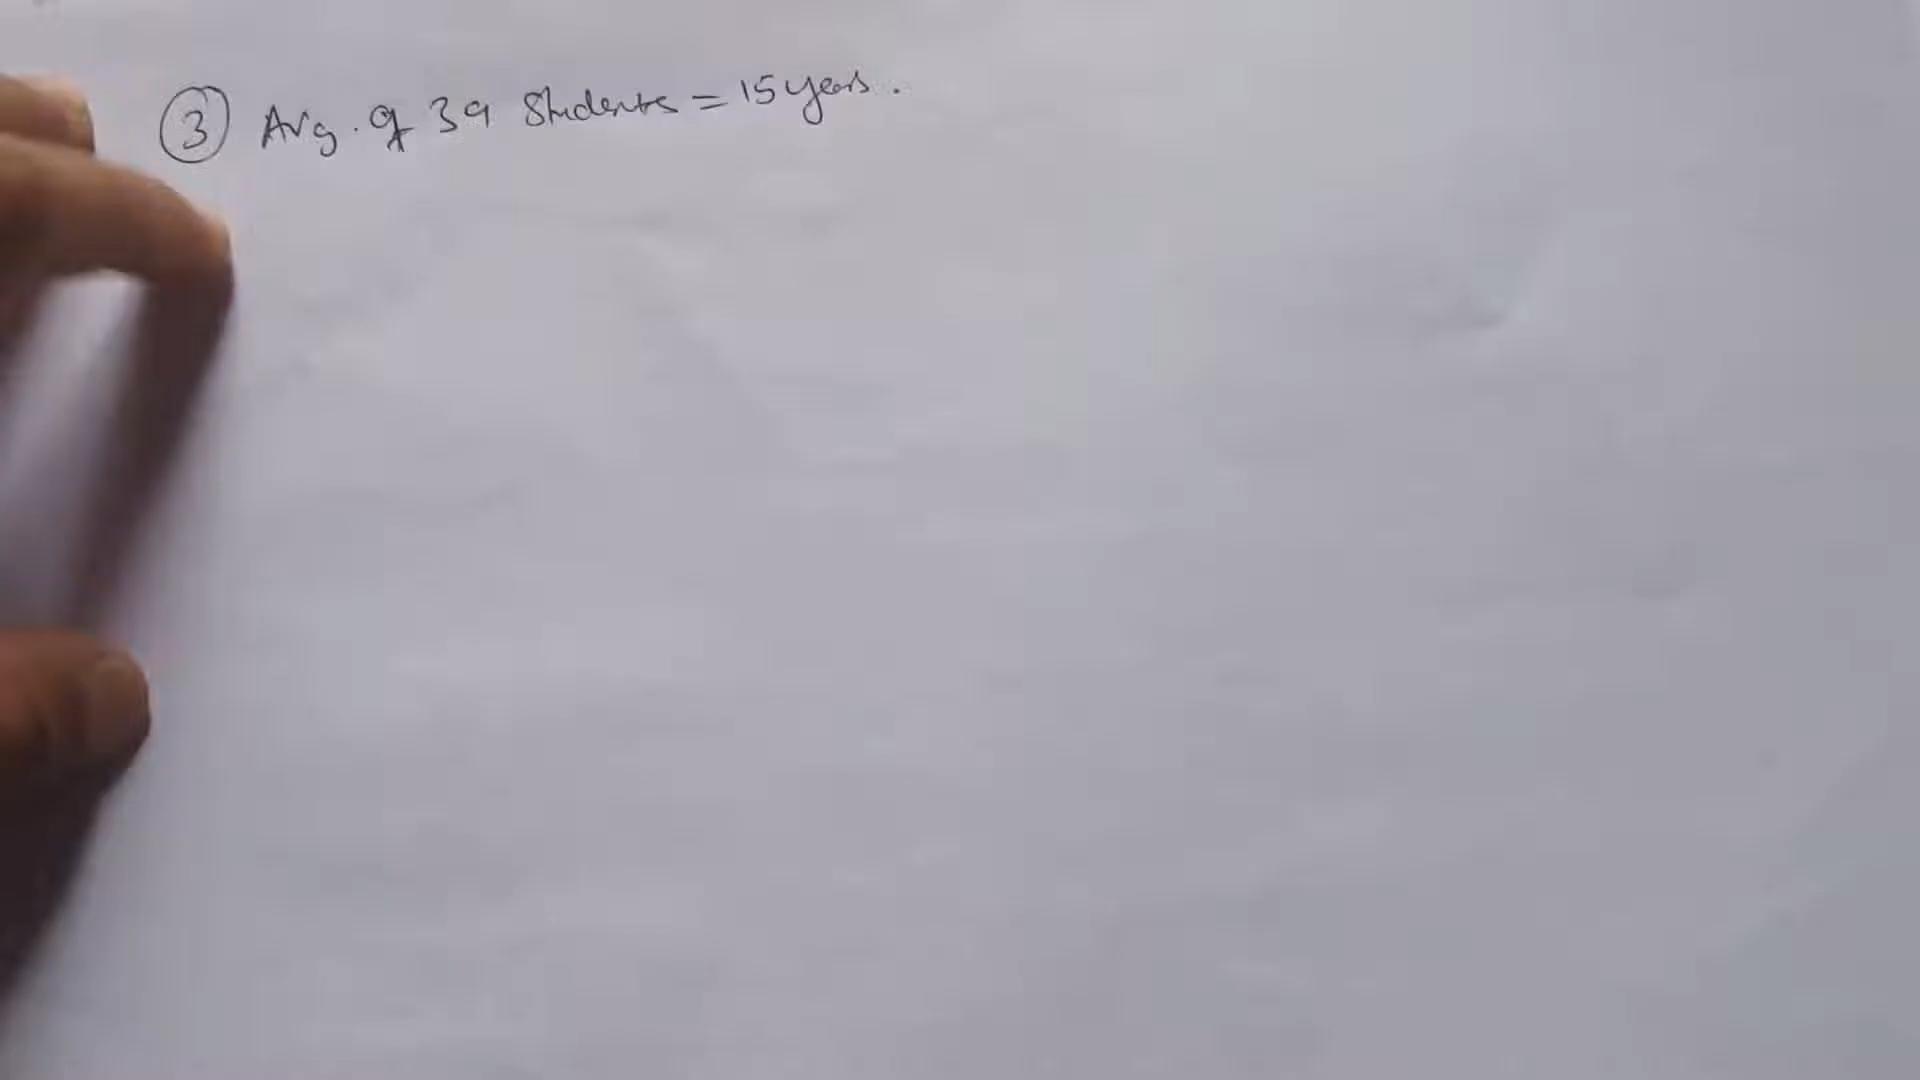 ③ Avg. of 39 Students = 15 years.